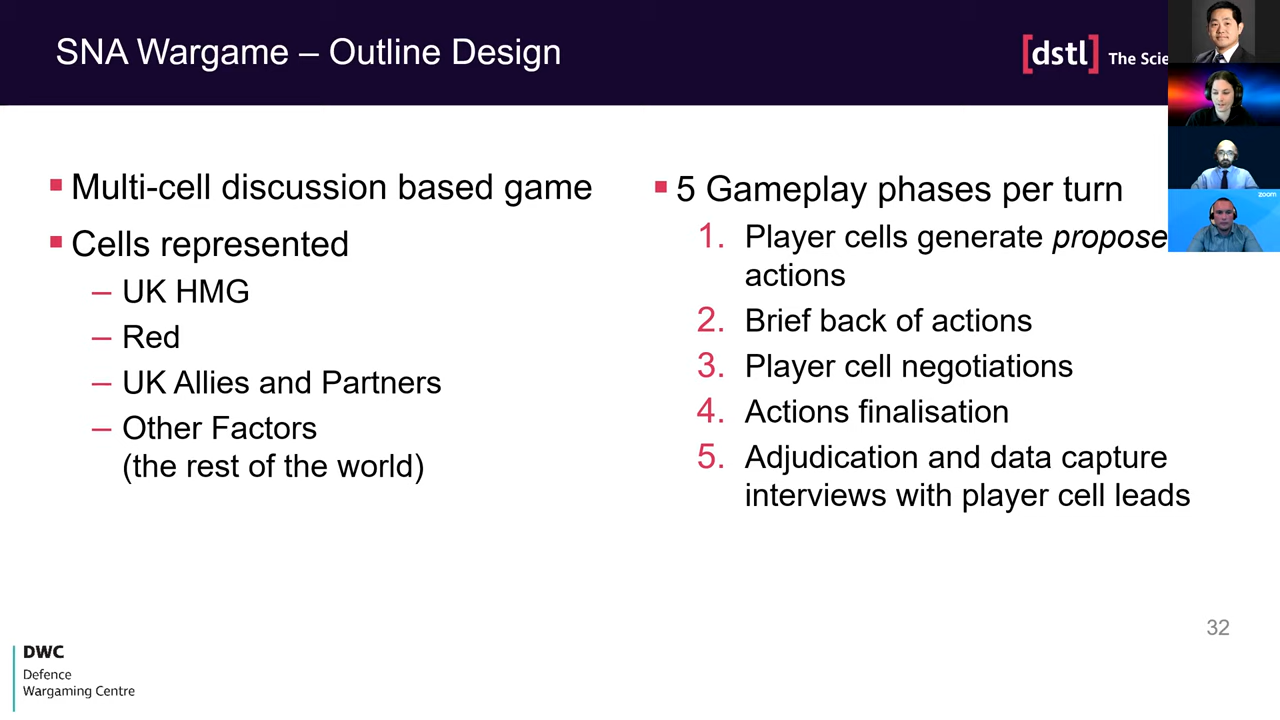 SNA Wargame – Outline Design
[dstl] The Scie
zoom
▪ Multi-cell discussion based game
▪ Cells represented
– UK HMG
– Red
– UK Allies and Partners
– Other Factors
(the rest of the world)
▪ 5 Gameplay phases per turn
1. Player cells generate propose
actions
2. Brief back of actions
3. Player cell negotiations
4. Actions finalisation
5. Adjudication and data capture
interviews with player cell leads
32
DWC
Defence
Wargaming Centre